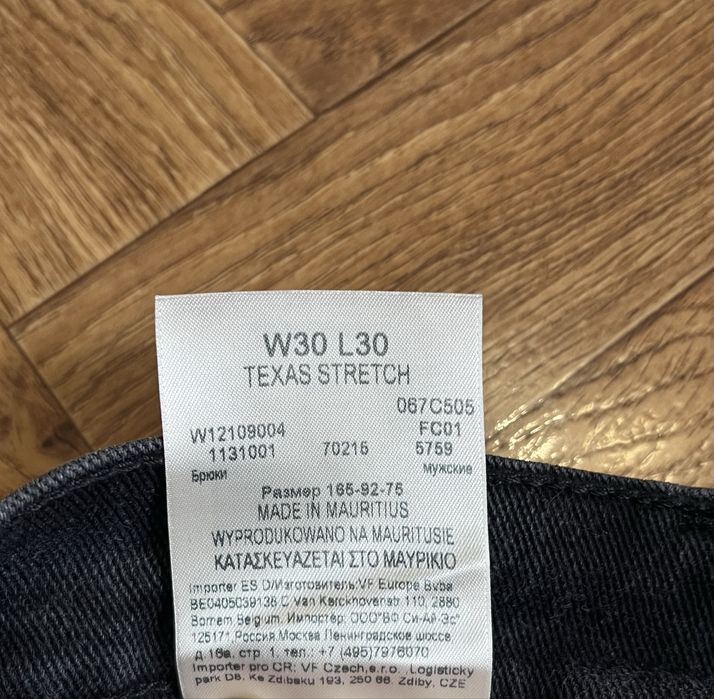 W30 L30
TEXAS STRETCH
067C505
W12109004 FC01
1131001 70215 5759
Брюки мужские
Размер 165-92-75
MADE IN MAURITIUS
WYPRODUKOWANO NA MAURITUSIE
ΚΑΤΑΣΚΕΥΑΖΕΤΑΙ ΣΤΟ ΜΑΥΡΙΚΙΟ
Importer ES D/Изготовитель:VF Europe Bvba
BE0405039136 C Van Kerckhovenstr 110, 2880
Bornem Belgium. Импортер: ООО"ВФ Си-Ай-Эс"
125171,Россия,Москва Ленинградское шоссе
д.16а, стр. 1, тел.: +7 (495)7976070
Importer pro CR: VF Czech,s.r.o. ,Logisticky
park D8, Ke Zdibsku 193, 250 66, Zdiby, CZE